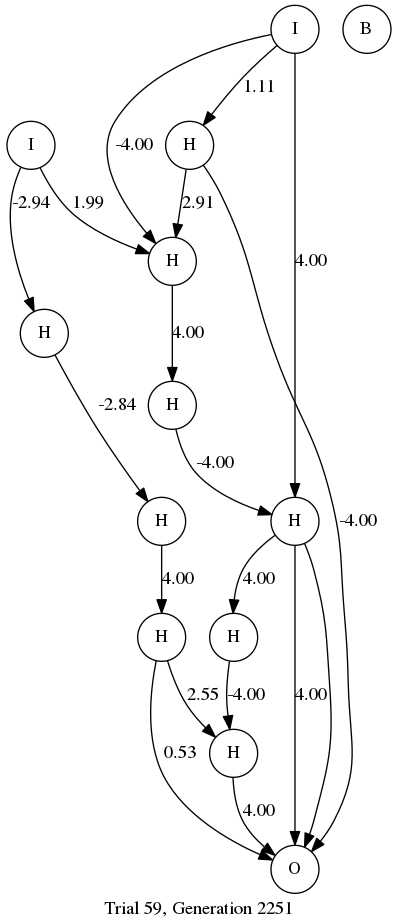 I
B
1.11
I
-4.00
H
-2.94
1.99
2.91
H
4.00
H
4.00
H
-2.84
-4.00
H
H
-4.00
4.00
4.00
H
H
2.55
-4.00
4.00
0.53
H
4.00
O
Trial 59, Generation 2251